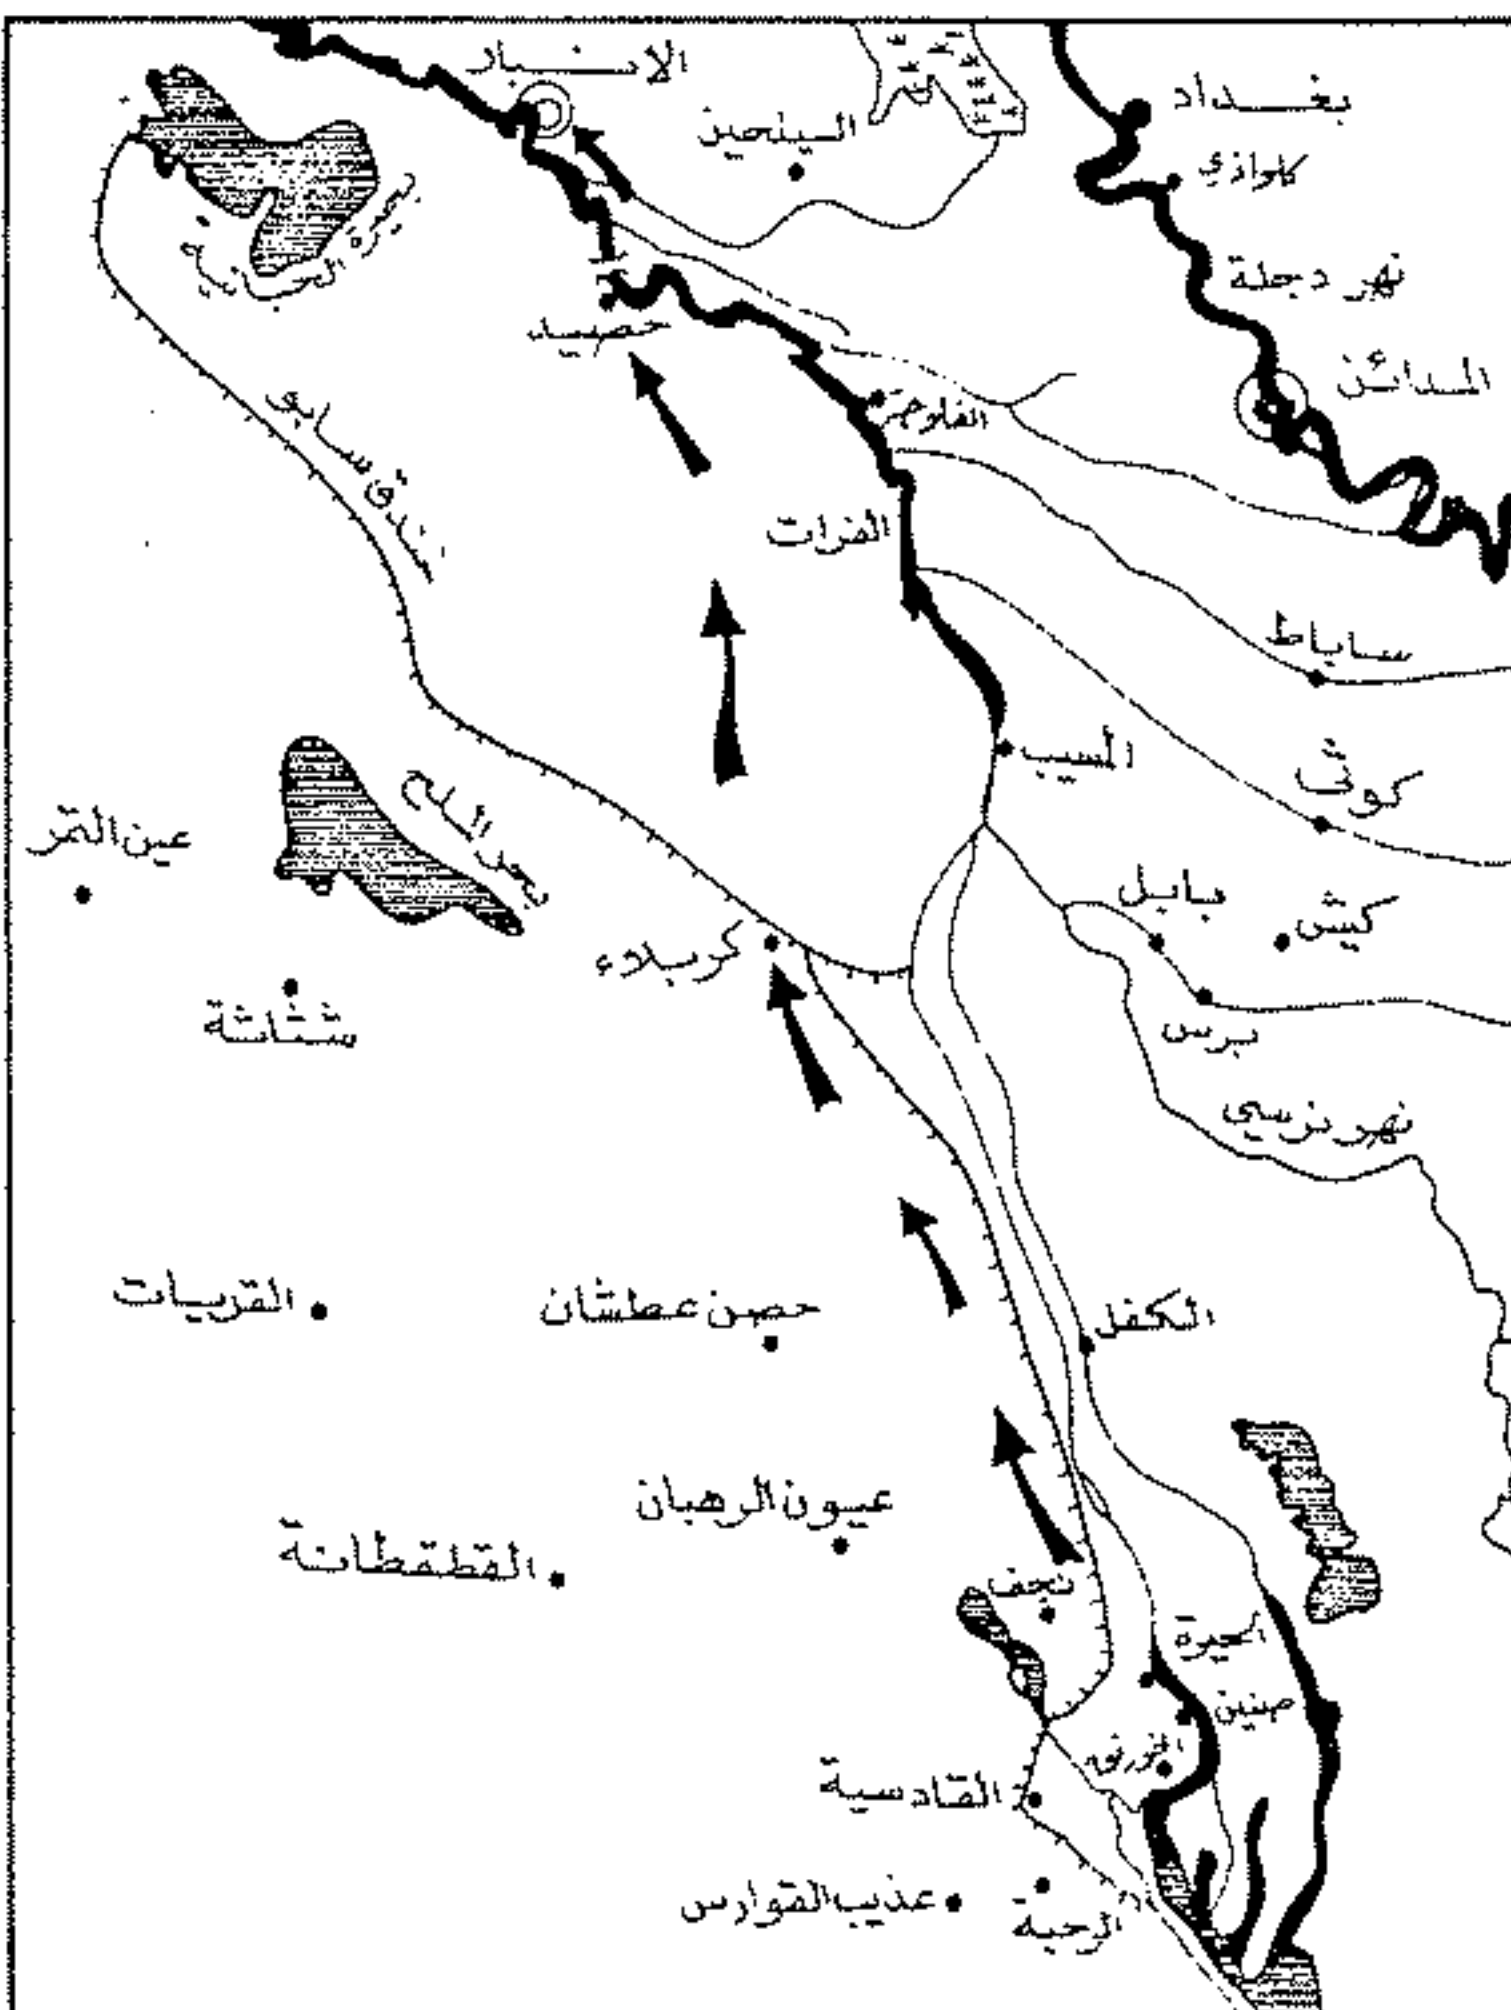 الانبار
بغداد
السينحين
كلواذي
بحيرة الحبانية
نهر دجلة
حصيد
المدائن
الفلوجة
خندق سابور
الفرات
ساباط
المسيب
كوثى
بحر الملح
عين التمر
بابل
كيش
كربلاء
شثاثة
برس
نهر نرسي
القريات
حصن عطشان
الكفل
عيون الرهبان
القطقطانة
نجف
الحيرة
صنين
الخورنق
القادسية
عذيب القوارس
الرحبة